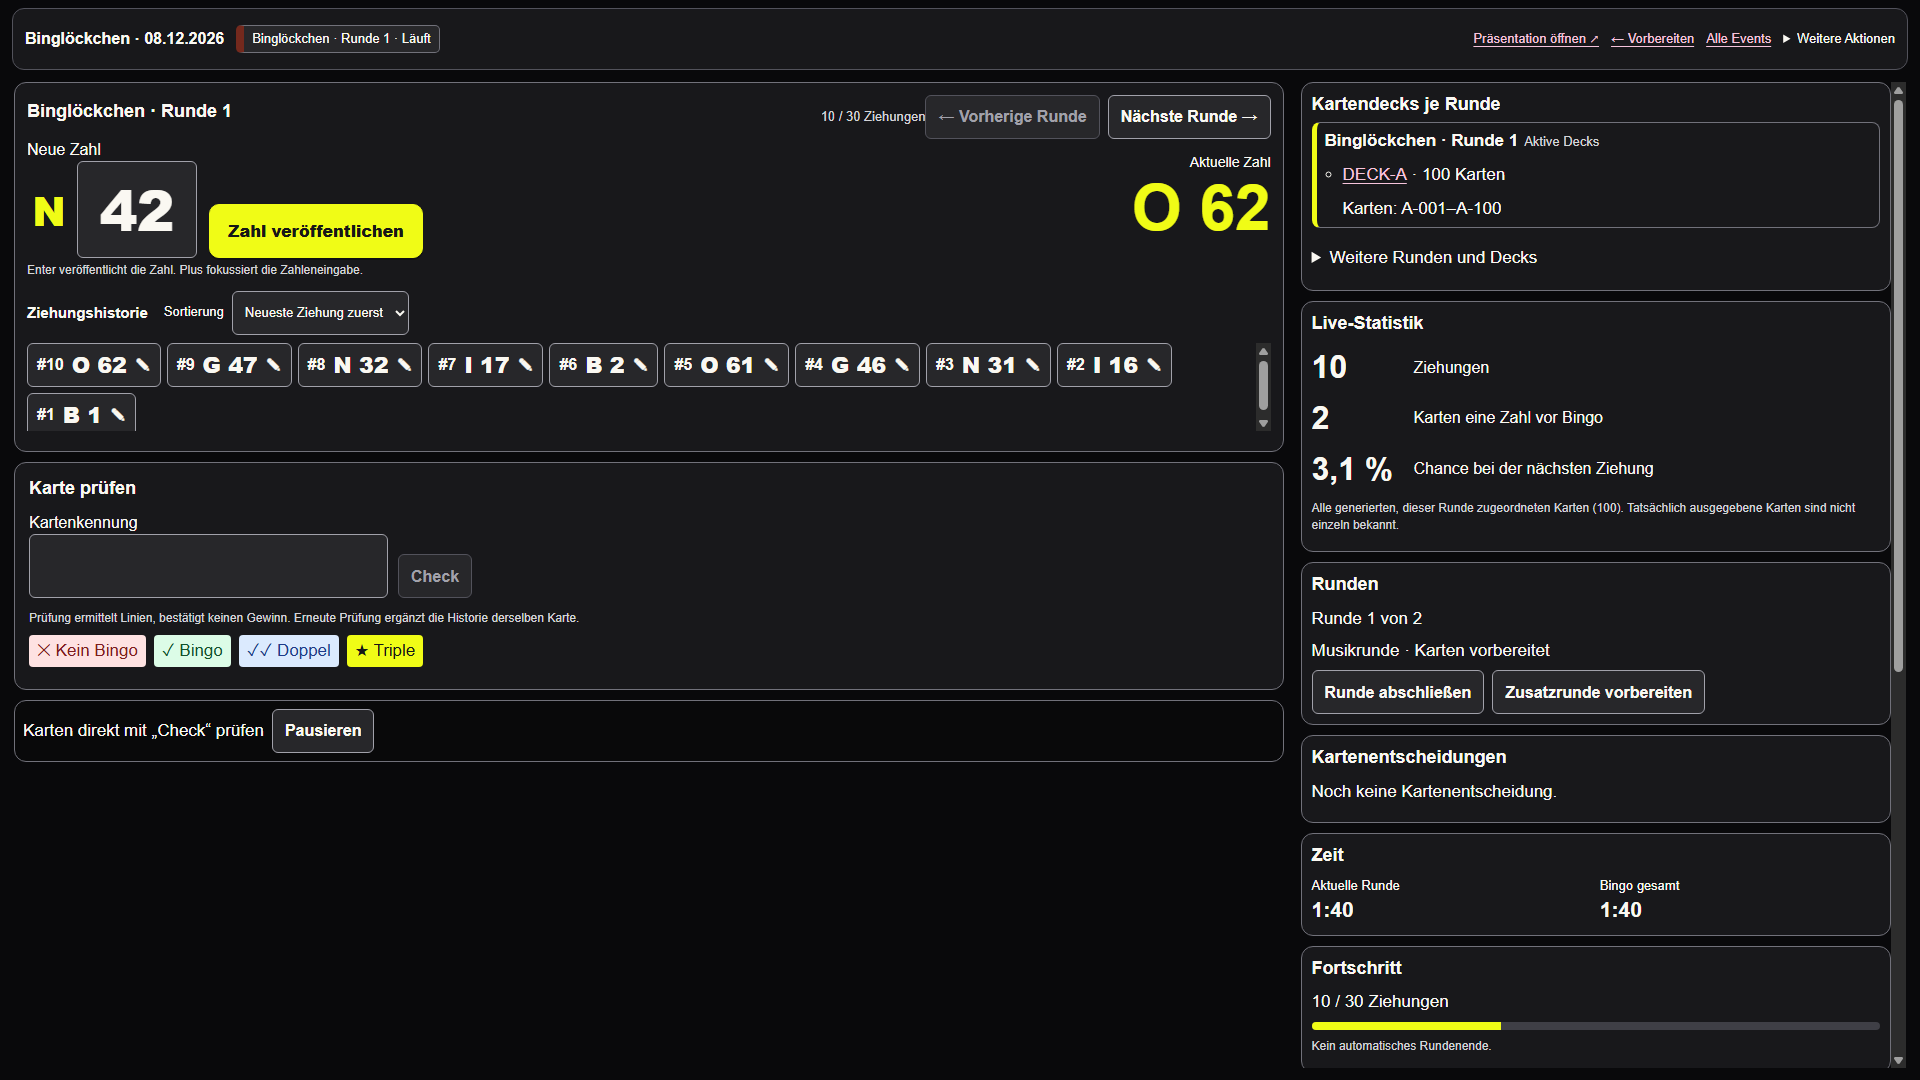 Binglöckchen · 08.12.2026
Binglöckchen · Runde 1 · Läuft
Präsentation öffnen ↗
← Vorbereiten
Alle Events
▶ Weitere Aktionen
Binglöckchen · Runde 1
10 / 30 Ziehungen
← Vorherige Runde
Nächste Runde →
Neue Zahl
N 42
Zahl veröffentlichen
Aktuelle Zahl
O 62
Enter veröffentlicht die Zahl. Plus fokussiert die Zahleneingabe.
Ziehungshistorie Sortierung Neueste Ziehung zuerst
#10 O 62 ✎ #9 G 47 ✎ #8 N 32 ✎ #7 I 17 ✎ #6 B 2 ✎ #5 O 61 ✎ #4 G 46 ✎ #3 N 31 ✎ #2 I 16 ✎
#1 B 1 ✎
Karte prüfen
Kartenkennung
Check
Prüfung ermittelt Linien, bestätigt keinen Gewinn. Erneute Prüfung ergänzt die Historie derselben Karte.
✕ Kein Bingo ✓ Bingo ✓✓ Doppel ★ Triple
Karten direkt mit „Check“ prüfen Pausieren
Kartendecks je Runde
Binglöckchen · Runde 1 Aktive Decks
DECK-A · 100 Karten
Karten: A-001–A-100
▶ Weitere Runden und Decks
Live-Statistik
10 Ziehungen
2 Karten eine Zahl vor Bingo
3,1 % Chance bei der nächsten Ziehung
Alle generierten, dieser Runde zugeordneten Karten (100). Tatsächlich ausgegebene Karten sind nicht
einzeln bekannt.
Runden
Runde 1 von 2
Musikrunde · Karten vorbereitet
Runde abschließen Zusatzrunde vorbereiten
Kartenentscheidungen
Noch keine Kartenentscheidung.
Zeit
Aktuelle Runde Bingo gesamt
1:40 1:40
Fortschritt
10 / 30 Ziehungen
Kein automatisches Rundenende.